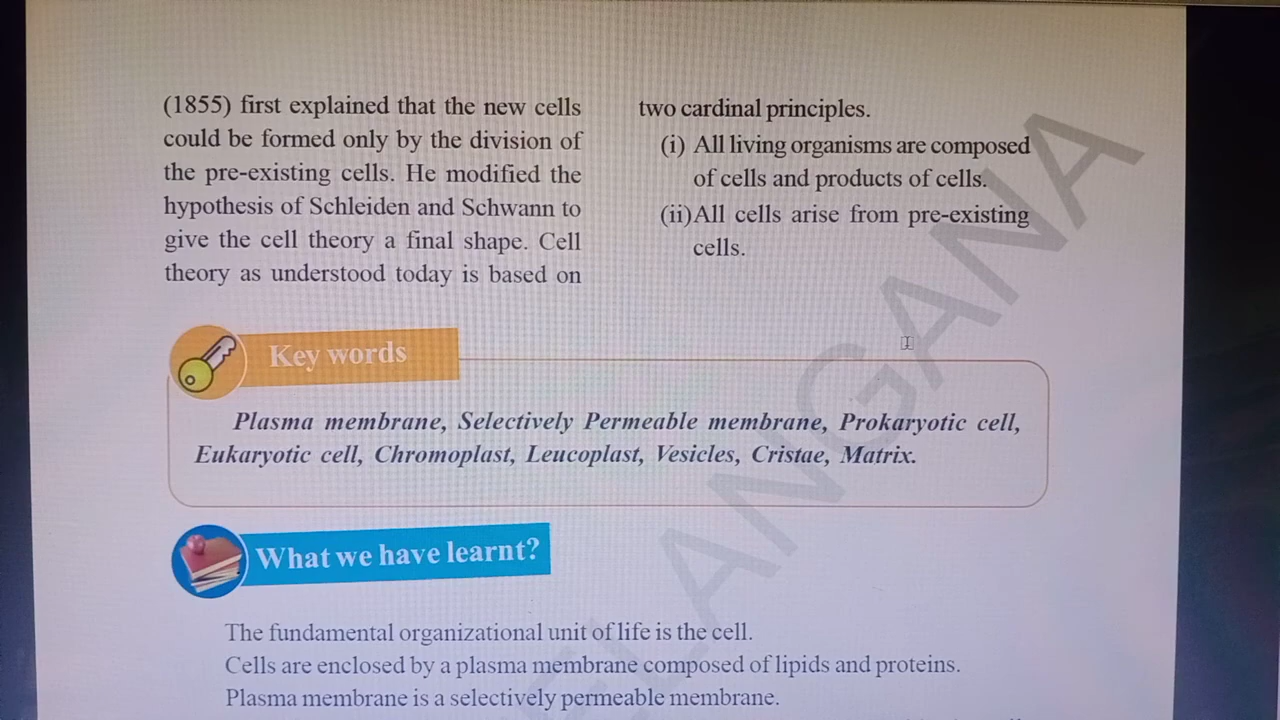 (1855) first explained that the new cells
could be formed only by the division of
the pre-existing cells. He modified the
hypothesis of Schleiden and Schwann to
give the cell theory a final shape. Cell
theory as understood today is based on
two cardinal principles.
(i) All living organisms are composed
of cells and products of cells.
(ii)All cells arise from pre-existing
cells.
Key words
Plasma membrane, Selectively Permeable membrane, Prokaryotic cell,
Eukaryotic cell, Chromoplast, Leucoplast, Vesicles, Cristae, Matrix.
What we have learnt?
The fundamental organizational unit of life is the cell.
Cells are enclosed by a plasma membrane composed of lipids and proteins.
Plasma membrane is a selectively permeable membrane.
ELANGANA